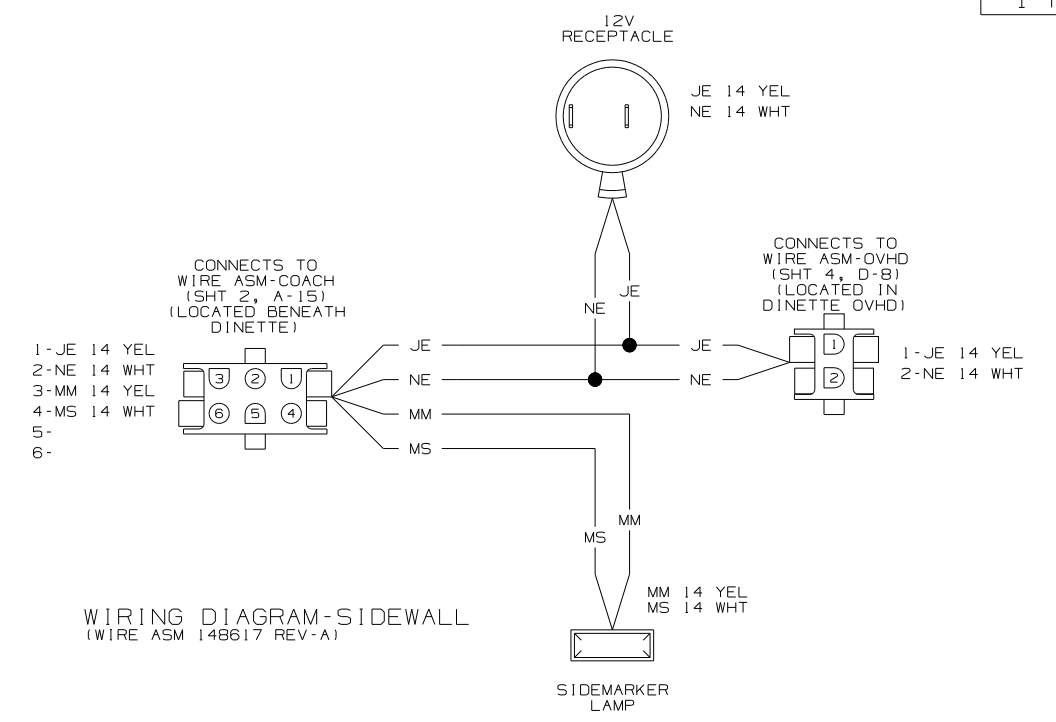 12V
RECEPTACLE
JE 14 YEL
NE 14 WHT
CONNECTS TO
WIRE ASM-COACH
(SHT 2, A-15)
(LOCATED BENEATH
DINETTE)
CONNECTS TO
WIRE ASM-OVHD
(SHT 4, D-8)
(LOCATED IN
DINETTE OVHD)
1-JE 14 YEL
2-NE 14 WHT
3-MM 14 YEL
4-MS 14 WHT
5-
6-
3 2 1
6 5 4
NE
JE
JE
JE
NE
NE
MM
MS
1
2
1-JE 14 YEL
2-NE 14 WHT
MM
MS
MM 14 YEL
MS 14 WHT
WIRING DIAGRAM-SIDEWALL
(WIRE ASM 148617 REV-A)
SIDEMARKER
LAMP